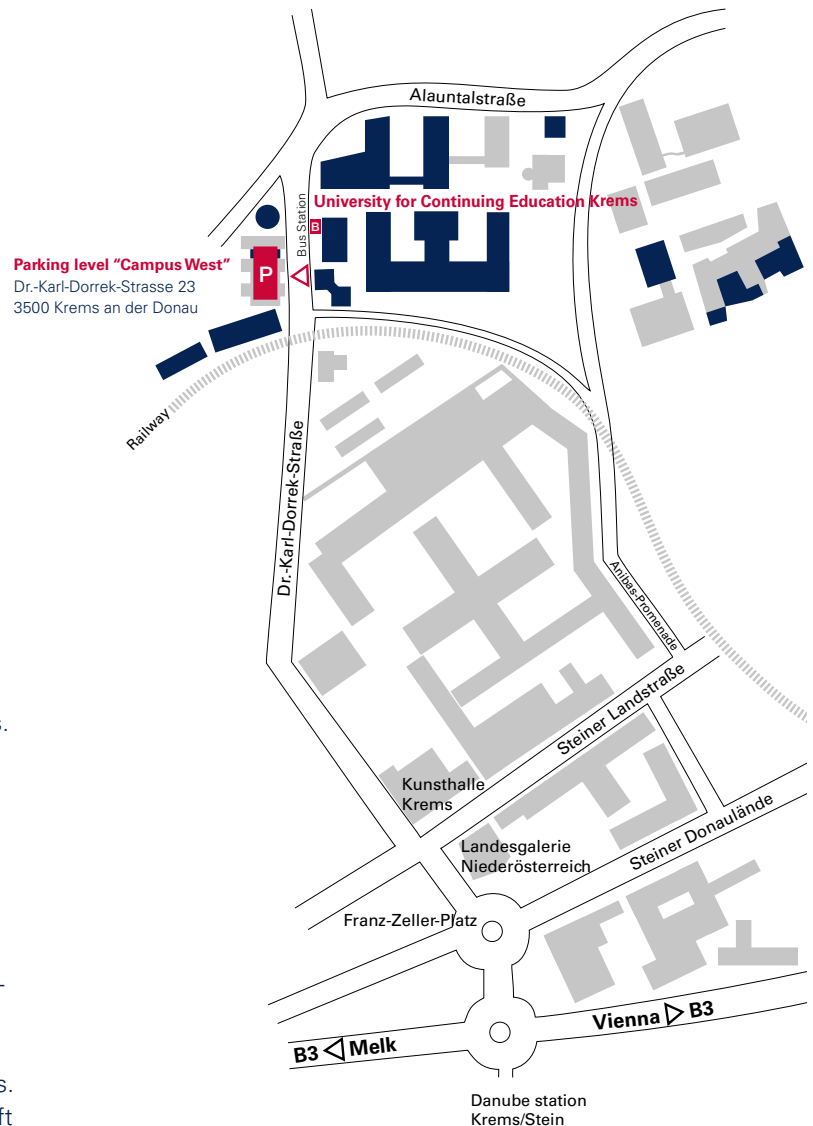 Alauntalstraße
University for Continuing Education Krems
Bus Station
B
P
Parking level “Campus West”
Dr.-Karl-Dorrek-Strasse 23
3500 Krems an der Donau
Railway
Dr.-Karl-Dorrek-Straße
Anibas-Promenade
Steiner Landstraße
s.
Kunsthalle
Krems
Landesgalerie
Niederösterreich
Steiner Donaulände
Franz-Zeller-Platz
-
Vienna B3
B3 Melk
s.
ft
Danube station
Krems/Stein